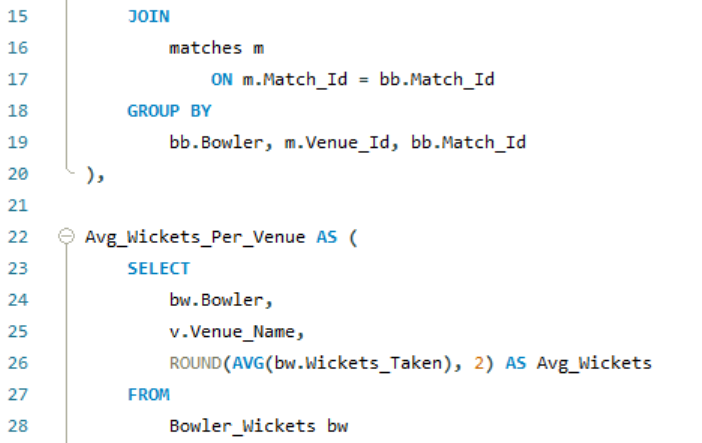 15 JOIN
16 matches m
17 ON m.Match_Id = bb.Match_Id
18 GROUP BY
19 bb.Bowler, m.Venue_Id, bb.Match_Id
20 ),
21
22 Avg_Wickets_Per_Venue AS (
23 SELECT
24 bw.Bowler,
25 v.Venue_Name,
26 ROUND(AVG(bw.Wickets_Taken), 2) AS Avg_Wickets
27 FROM
28 Bowler_Wickets bw